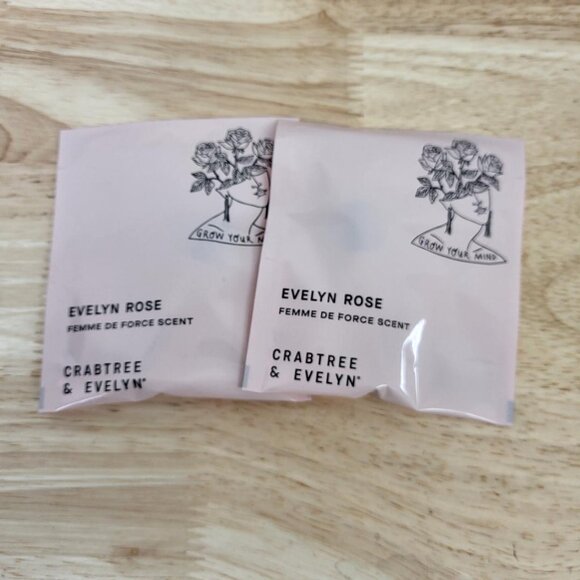 GROW YOUR M
EVELYN ROSE
FEMME DE FORCE SCENT
CRABTREE
& EVELYN®
GROW YOUR MIND
EVELYN ROSE
FEMME DE FORCE SCENT
CRABTREE
& EVELYN®